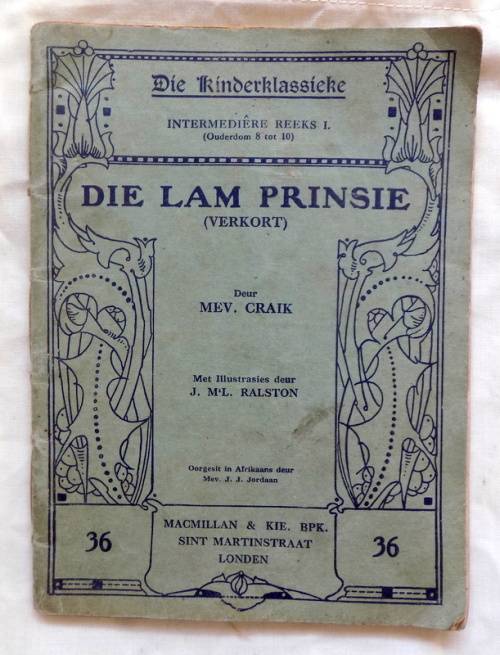 Die Kinderklassieke
INTERMEDIÊRE REEKS I.
(Ouderdom 8 tot 10)
DIE LAM PRINSIE
(VERKORT)
Deur
MEV. CRAIK
Met Illustrasies deur
J. McL. RALSTON
Oorgesit in Afrikaans deur
Mev. J. J. Jordaan
36
MACMILLAN & KIE. BPK.
SINT MARTINSTRAAT
LONDEN
36